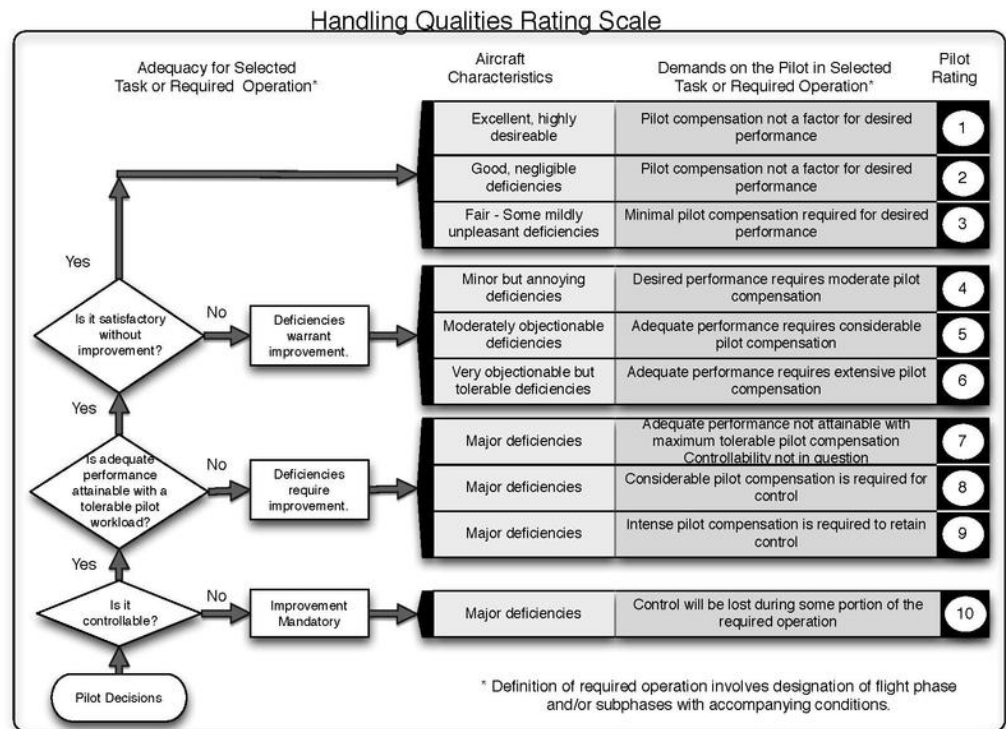 Handling Qualities Rating Scale
Adequacy for Selected
Task or Required Operation*
Aircraft
Characteristics
Demands on the Pilot in Selected
Task or Required Operation*
Pilot
Rating
Excellent, highly
desireable
Pilot compensation not a factor for desired
performance
1
Good, negligible
deficiencies
Pilot compensation not a factor for desired
performance
2
Fair - Some mildly
unpleasant deficiencies
Minimal pilot compensation required for desired
performance
3
Yes
Is it satisfactory
without
improvement?
No
Deficiencies
warrant
improvement.
Minor but annoying
deficiencies
Desired performance requires moderate pilot
compensation
4
Moderately objectionable
deficiencies
Adequate performance requires considerable
pilot compensation
5
Very objectionable but
tolerable deficiencies
Adequate performance requires extensive pilot
compensation
6
Yes
Is adequate
performance
attainable with a
tolerable pilot
workload?
No
Deficiencies
require
improvement.
Major deficiencies
Adequate performance not attainable with
maximum tolerable pilot compensation
Controllability not in question
7
Major deficiencies
Considerable pilot compensation is required for
control
8
Major deficiencies
Intense pilot compensation is required to retain
control
9
Yes
Is it
controllable?
No
Improvement
Mandatory
Major deficiencies
Control will be lost during some portion of the
required operation
10
Pilot Decisions
* Definition of required operation involves designation of flight phase
and/or subphases with accompanying conditions.